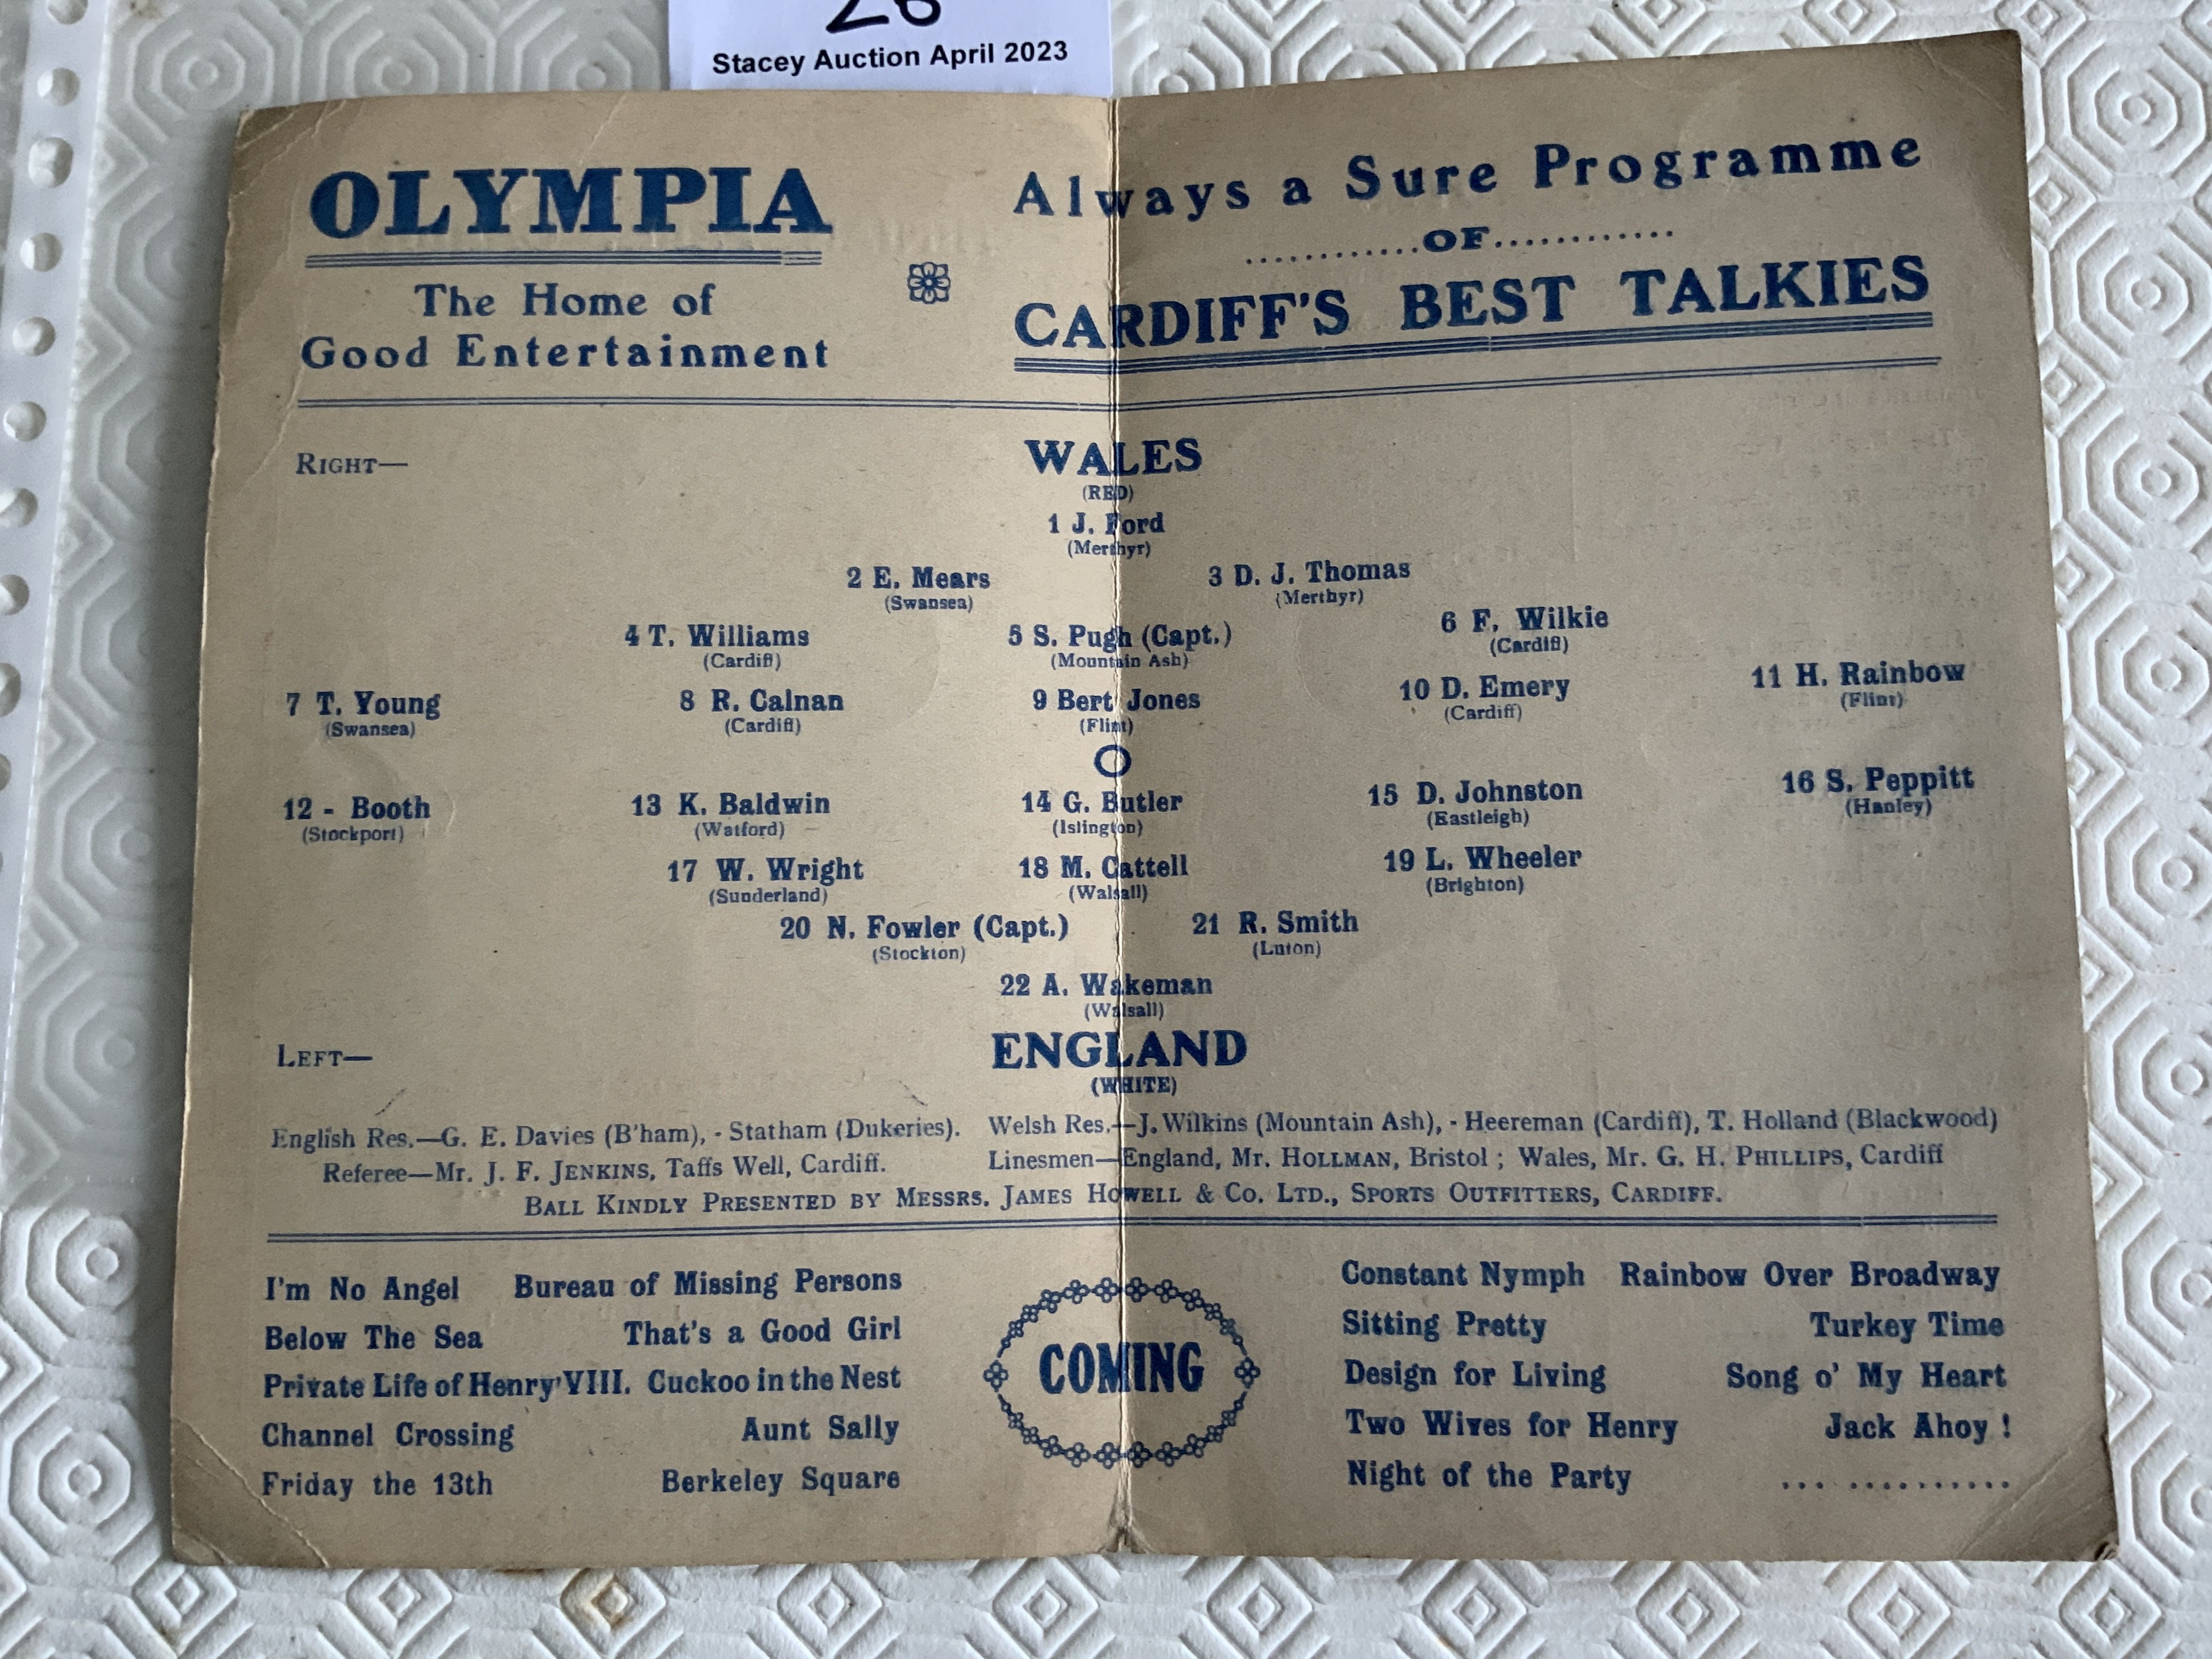 Stacey Auction April 2023
OLYMPIA
The Home of
Good Entertainment
Always a Sure Programme
............OF............
CARDIFF'S BEST TALKIES
RIGHT—
WALES
(RED)
1 J. Ford
(Merthyr)
2 E. Mears 3 D. J. Thomas
(Swansea) (Merthyr)
4 T. Williams 5 S. Pugh (Capt.) 6 F. Wilkie
(Cardiff) (Mountain Ash) (Cardiff)
7 T. Young 8 R. Calnan 9 Bert Jones 10 D. Emery 11 H. Rainbow
(Swansea) (Cardiff) (Flint) (Cardiff) (Flint)
O
12 - Booth 13 K. Baldwin 14 G. Butler 15 D. Johnston 16 S. Peppitt
(Stockport) (Watford) (Islington) (Eastleigh) (Hanley)
17 W. Wright 18 M. Cattell 19 L. Wheeler
(Sunderland) (Walsall) (Brighton)
20 N. Fowler (Capt.) 21 R. Smith
(Stockton) (Luton)
22 A. Wakeman
(Walsall)
LEFT—
ENGLAND
(WHITE)
English Res.—G. E. Davies (B'ham), - Statham (Dukeries). Welsh Res.—J. Wilkins (Mountain Ash), - Heereman (Cardiff), T. Holland (Blackwood)
Referee—Mr. J. F. JENKINS, Taffs Well, Cardiff. Linesmen—England, Mr. HOLLMAN, Bristol ; Wales, Mr. G. H. PHILLIPS, Cardiff
BALL KINDLY PRESENTED BY MESSRS. JAMES HOWELL & CO. LTD., SPORTS OUTFITTERS, CARDIFF.
I'm No Angel Bureau of Missing Persons
Below The Sea That's a Good Girl
Private Life of Henry VIII. Cuckoo in the Nest
Channel Crossing Aunt Sally
Friday the 13th Berkeley Square
COMING
Constant Nymph Rainbow Over Broadway
Sitting Pretty Turkey Time
Design for Living Song o' My Heart
Two Wives for Henry Jack Ahoy !
Night of the Party ... ...........